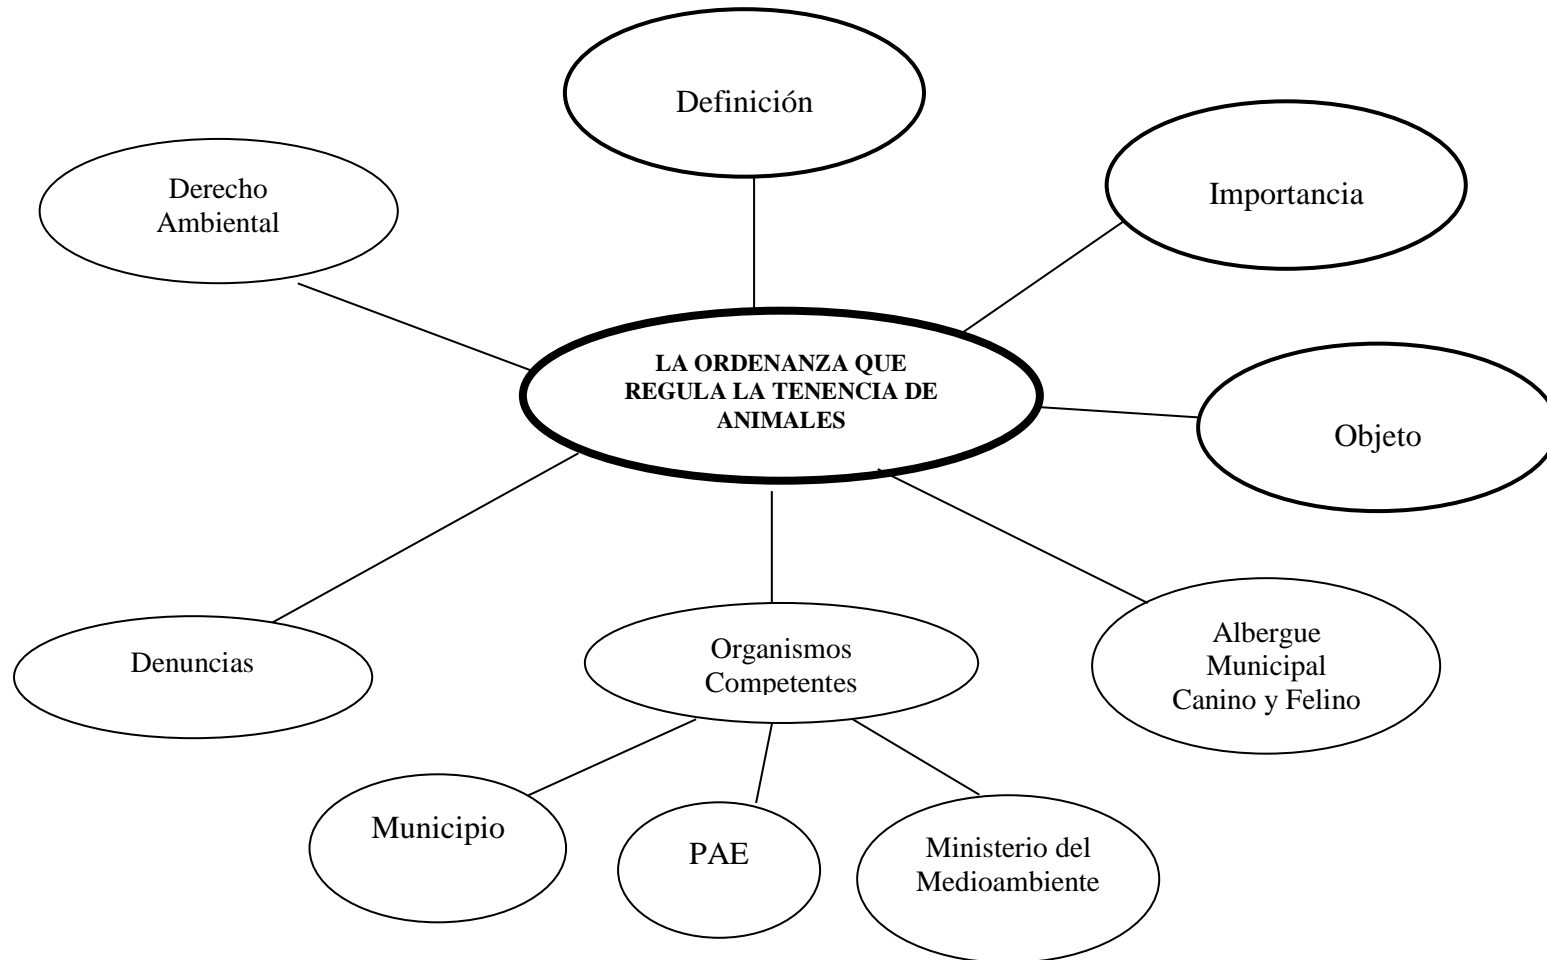 Definición
Importancia
Derecho
Ambiental
LA ORDENANZA QUE
REGULA LA TENENCIA DE
ANIMALES
Objeto
Denuncias
Organismos
Competentes
Albergue
Municipal
Canino y Felino
Municipio
PAE
Ministerio del
Medioambiente